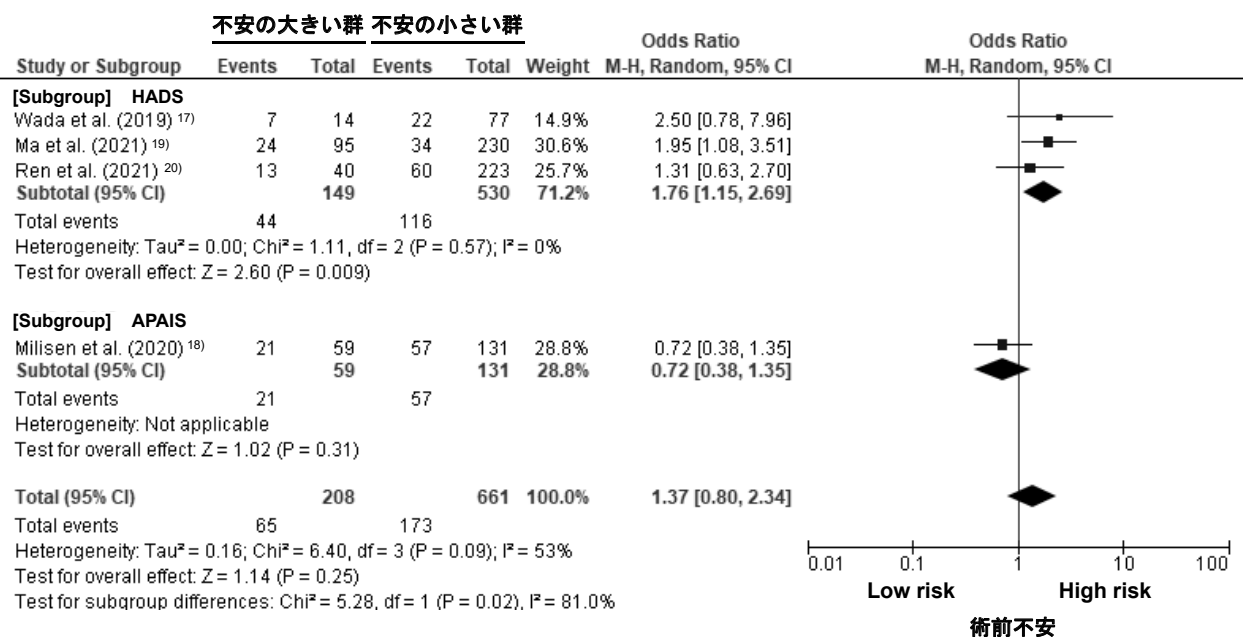 不安の大きい群 不安の小さい群 Odds Ratio Odds Ratio
Study or Subgroup Events Total Events Total Weight M-H, Random, 95% CI M-H, Random, 95% CI
[Subgroup] HADS
Wada et al. (2019) 17) 7 14 22 77 14.9% 2.50 [0.78, 7.96]
Ma et al. (2021) 19) 24 95 34 230 30.6% 1.95 [1.08, 3.51]
Ren et al. (2021) 20) 13 40 60 223 25.7% 1.31 [0.63, 2.70]
Subtotal (95% CI) 149 530 71.2% 1.76 [1.15, 2.69]
Total events 44 116
Heterogeneity: Tau² = 0.00; Chi² = 1.11, df = 2 (P = 0.57); I² = 0%
Test for overall effect: Z = 2.60 (P = 0.009)
[Subgroup] APAIS
Milisen et al. (2020) 18) 21 59 57 131 28.8% 0.72 [0.38, 1.35]
Subtotal (95% CI) 59 131 28.8% 0.72 [0.38, 1.35]
Total events 21 57
Heterogeneity: Not applicable
Test for overall effect: Z = 1.02 (P = 0.31)
Total (95% CI) 208 661 100.0% 1.37 [0.80, 2.34]
Total events 65 173
Heterogeneity: Tau² = 0.16; Chi² = 6.40, df = 3 (P = 0.09); I² = 53%
Test for overall effect: Z = 1.14 (P = 0.25)
Test for subgroup differences: Chi² = 5.28, df = 1 (P = 0.02), I² = 81.0%
0.01 0.1 1 10 100
Low risk High risk
術前不安